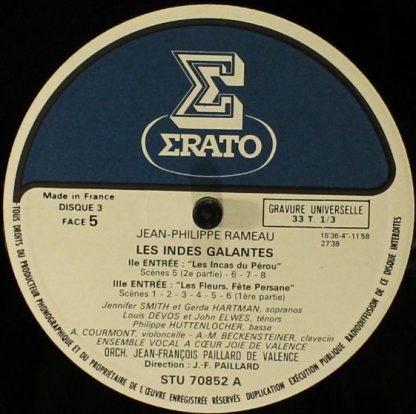 ΣRATO
Made in France
DISQUE 3
FACE 5
GRAVURE UNIVERSELLE
33 T. 1/3
15'36-4"-11'58
27'38
JEAN-PHILIPPE RAMEAU
LES INDES GALANTES
IIe ENTRÉE : "Les Incas du Pérou"
Scènes 5 (2e partie) - 6 - 7 - 8
IIIe ENTRÉE : "Les Fleurs, Fête Persane"
Scènes 1 - 2 - 3 - 4 - 5 - 6 (1ère partie)
Jennifer SMITH et Gerda HARTMAN, sopranos
Louis DEVOS et John ELWES, ténors
Philippe HUTTENLOCHER, basse
A. COURMONT, violoncelle - A.-M. BECKENSTEINER, clavecin
ENSEMBLE VOCAL A CŒUR JOIE DE VALENCE
ORCH. JEAN-FRANÇOIS PAILLARD DE VALENCE
Direction : J.-F. PAILLARD
STU 70852 A
-TOUS DROITS DU PRODUCTEUR PHONOGRAPHIQUE ET DU PROPRIÉTAIRE DE L'ŒUVRE ENREGISTRÉE RÉSERVÉS DUPLICATION EXÉCUTION PUBLIQUE RADIODIFFUSION DE CE DISQUE INTERDITES